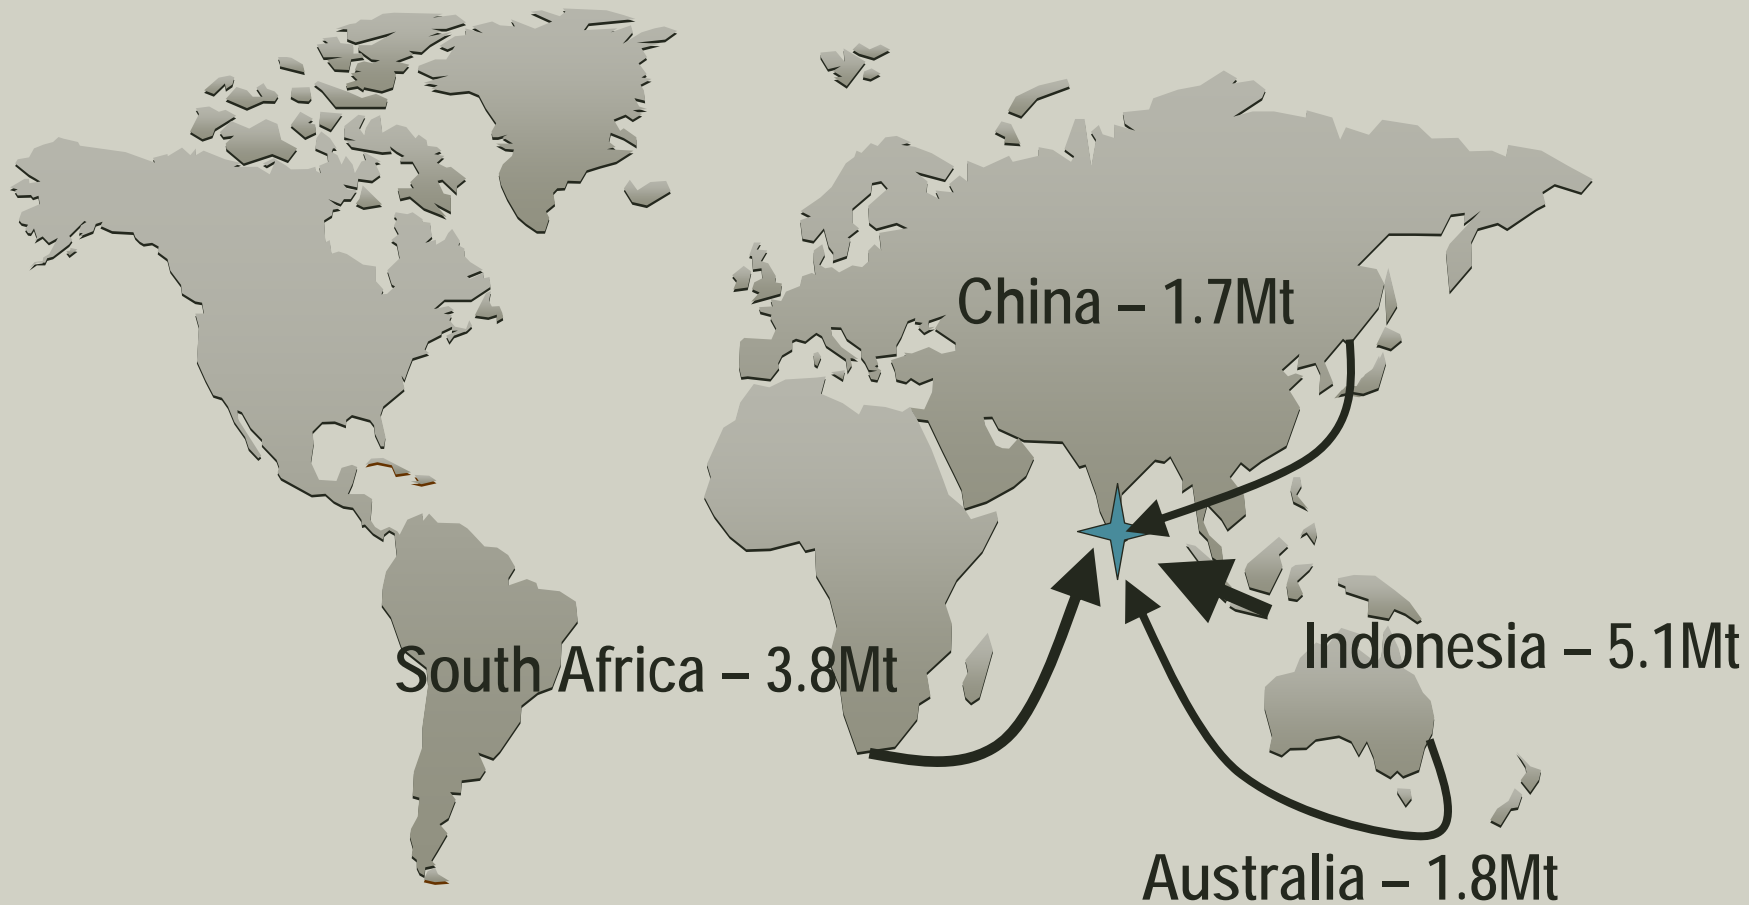 China – 1.7Mt
Indonesia – 5.1Mt
South Africa – 3.8Mt
Australia – 1.8Mt